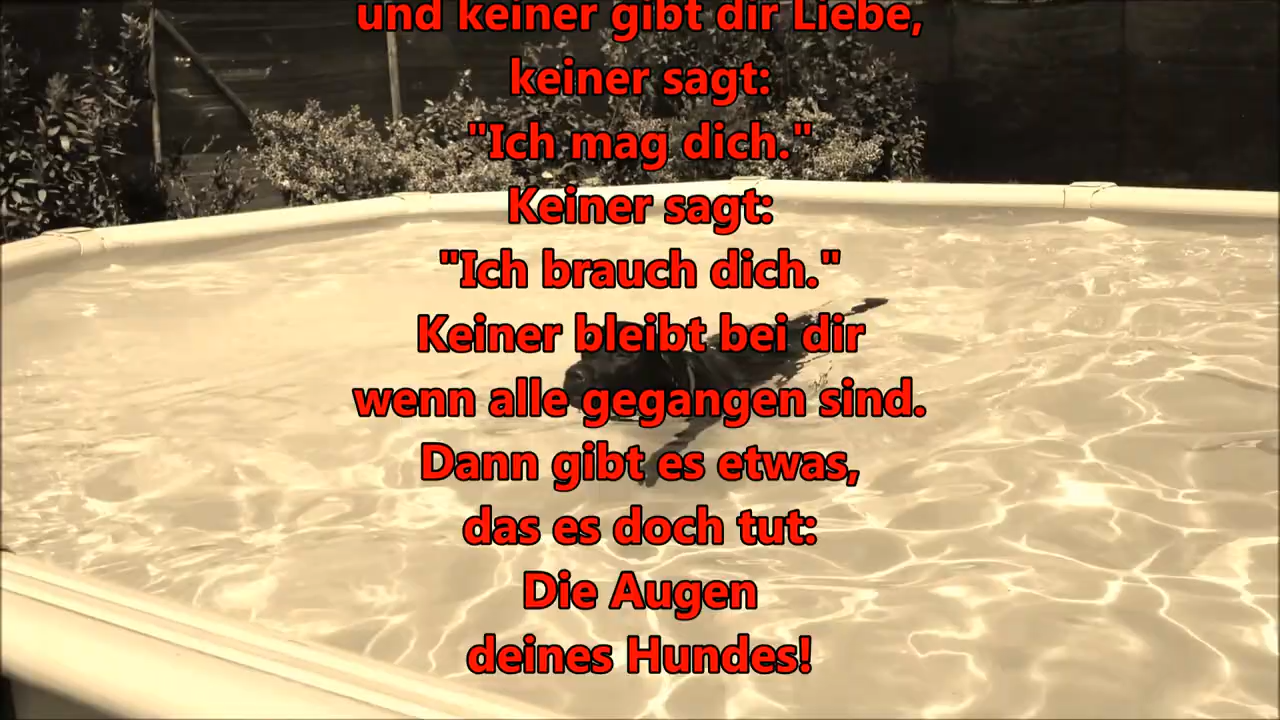 und keiner gibt dir Liebe,
keiner sagt:
"Ich mag dich."
Keiner sagt:
"Ich brauch dich."
Keiner bleibt bei dir
wenn alle gegangen sind.
Dann gibt es etwas,
das es doch tut:
Die Augen
deines Hundes!